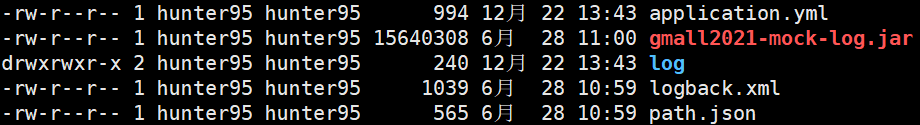 -rw-r--r-- 1 hunter95 hunter95      994 12月 22 13:43 application.yml
-rw-r--r-- 1 hunter95 hunter95 15640308 6月  28 11:00 gmall2021-mock-log.jar
drwxrwxr-x 2 hunter95 hunter95      240 12月 22 13:43 log
-rw-r--r-- 1 hunter95 hunter95     1039 6月  28 10:59 logback.xml
-rw-r--r-- 1 hunter95 hunter95      565 6月  28 10:59 path.json